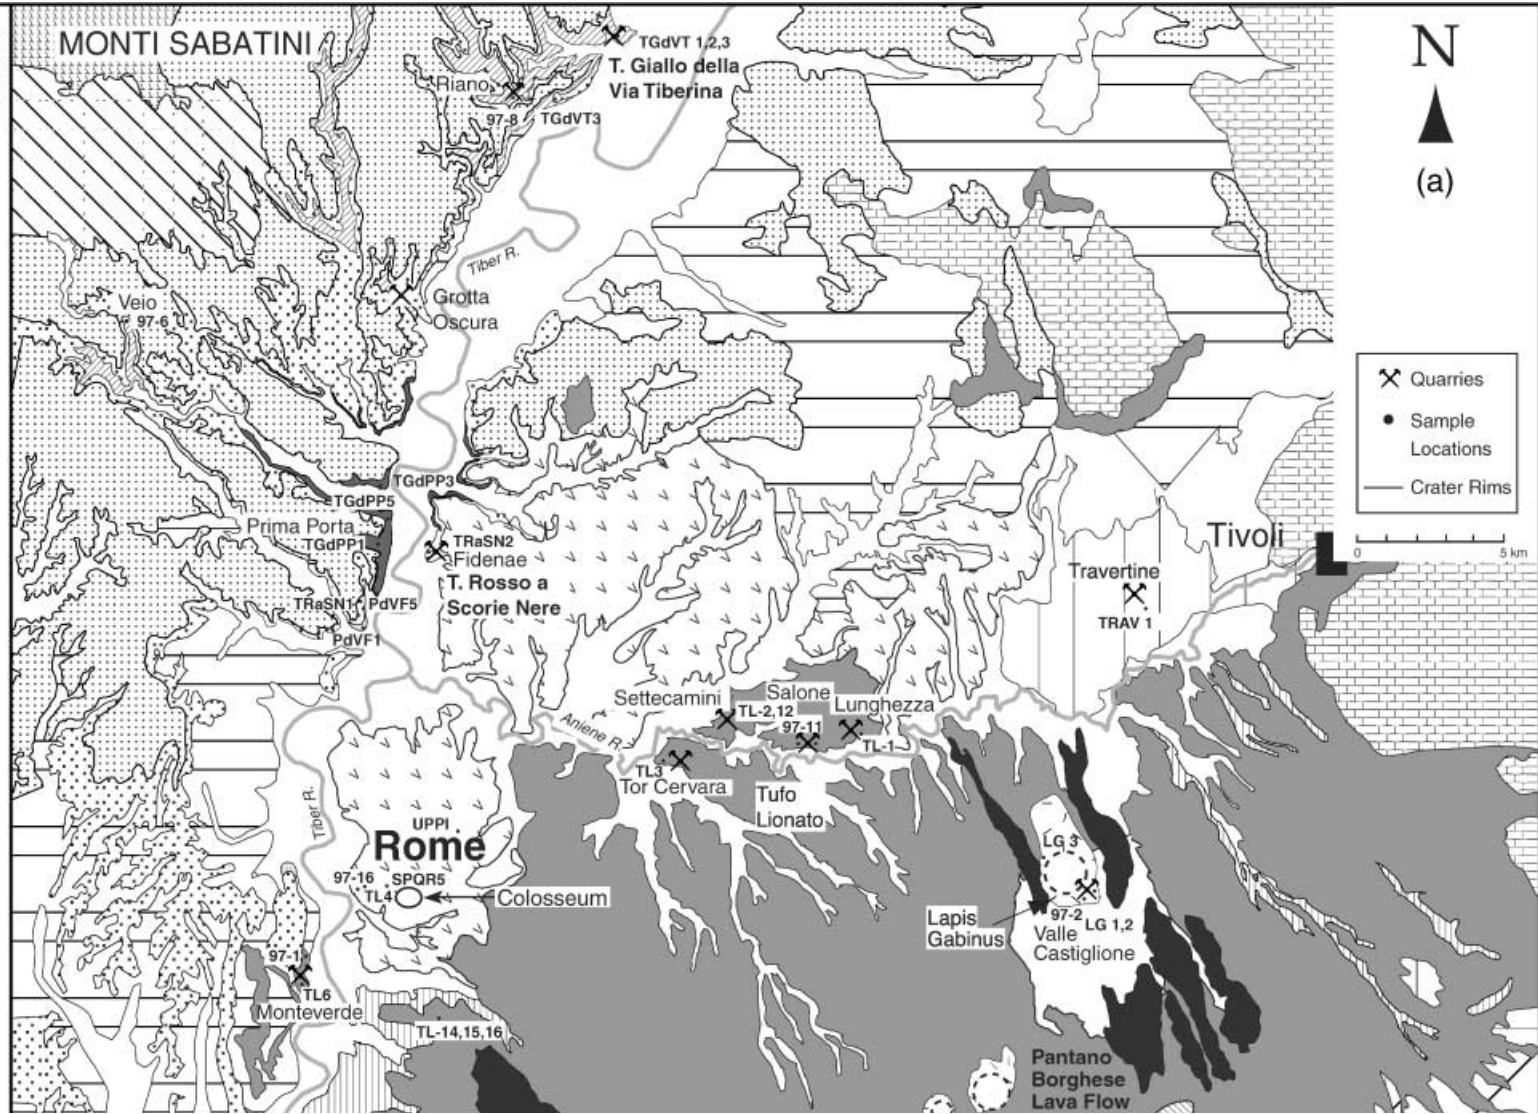 MONTI SABATINI
TGdVT 1,2,3
T. Giallo della
Via Tiberina
Riano
97-8
TGdVT3
N
(a)
Tiber R.
Veio
97-6
Grotta
Oscura
Quarries
Sample
Locations
Crater Rims
0
5 km
TGdPP3
TGdPP5
Prima Porta
TGdPP1
TRaSN2
Fidenae
T. Rosso a
Scorie Nere
TRaSN1
PdVF5
PdVF1
Tivoli
Travertine
TRAV 1
Settecamini
Salone
Lunghezza
TL-2,12
97-11
TL-1
Aniene R.
TL3
Tor Cervara
Tufo
Lionato
Tiber R.
UPPI
Rome
97-16
SPQR5
TL4
Colosseum
LG 3
Lapis
Gabinus
97-2
LG 1,2
Valle
Castiglione
97-1
TL6
Monteverde
TL-14,15,16
Pantano
Borghese
Lava Flow